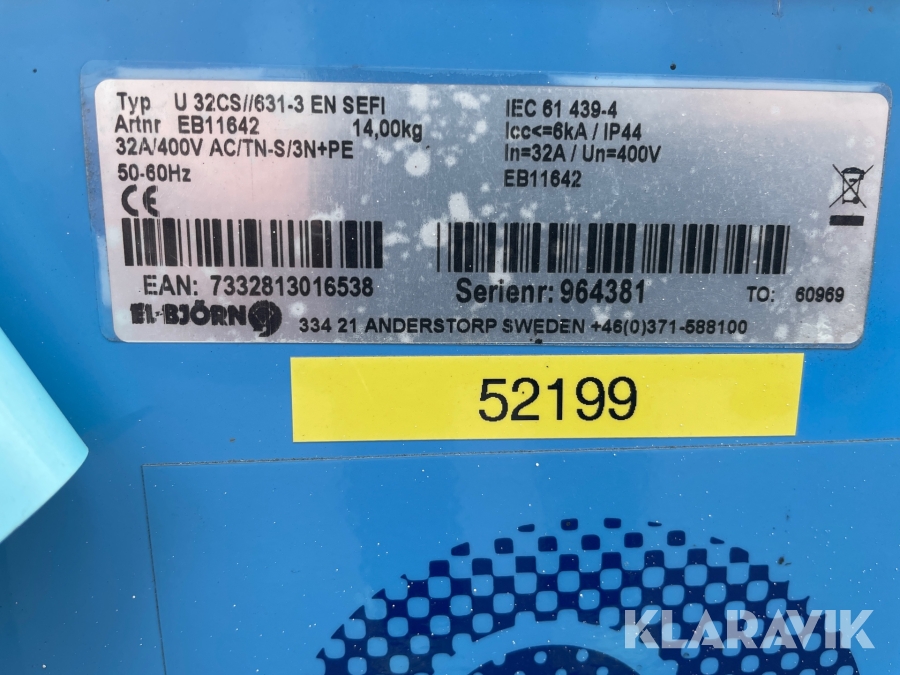 Typ U 32CS//631-3 EN SEFI
Artnr EB11642 14,00kg
32A/400V AC/TN-S/3N+PE
50-60Hz
CE
IEC 61 439-4
Icc<=6kA / IP44
In=32A / Un=400V
EB11642
EAN: 7332813016538
Serienr: 964381
TO: 60969
El-BJÖRN
334 21 ANDERSTORP SWEDEN +46(0)371-588100
52199
KLARAVIK